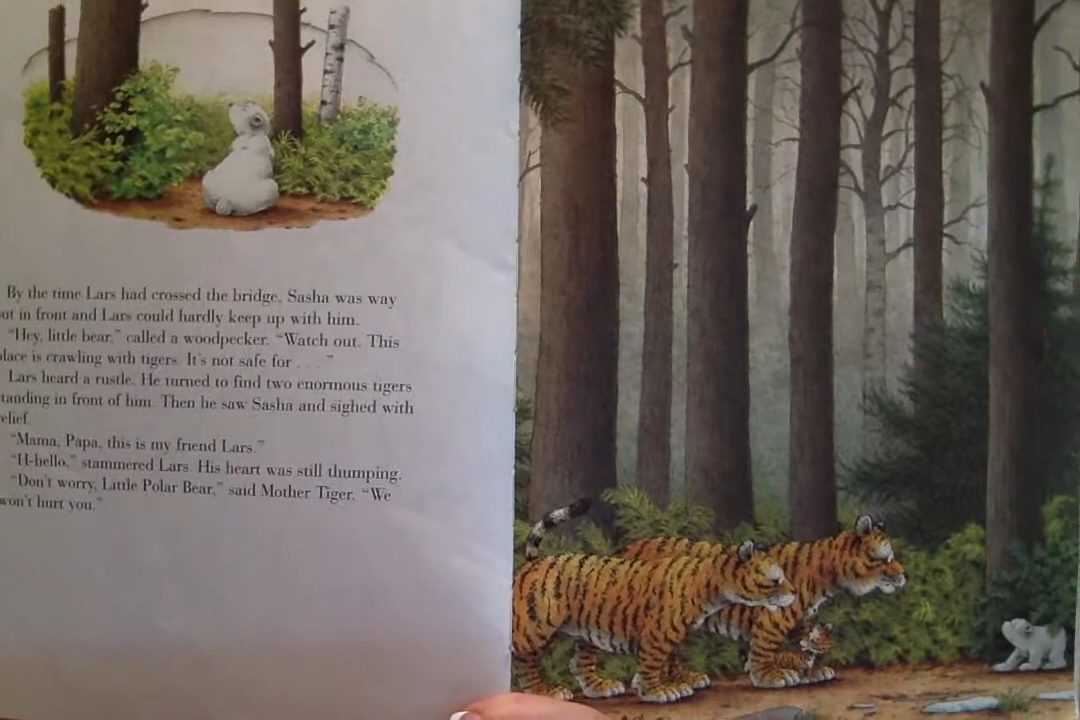 By the time Lars had crossed the bridge, Sasha was way
out in front and Lars could hardly keep up with him.
"Hey, little bear," called a woodpecker. "Watch out. This
place is crawling with tigers. It's not safe for . . . "
Lars heard a rustle. He turned to find two enormous tigers
standing in front of him. Then he saw Sasha and sighed with
relief.
"Mama, Papa, this is my friend Lars."
"H-hello," stammered Lars. His heart was still thumping.
"Don't worry, Little Polar Bear," said Mother Tiger. "We
won't hurt you."